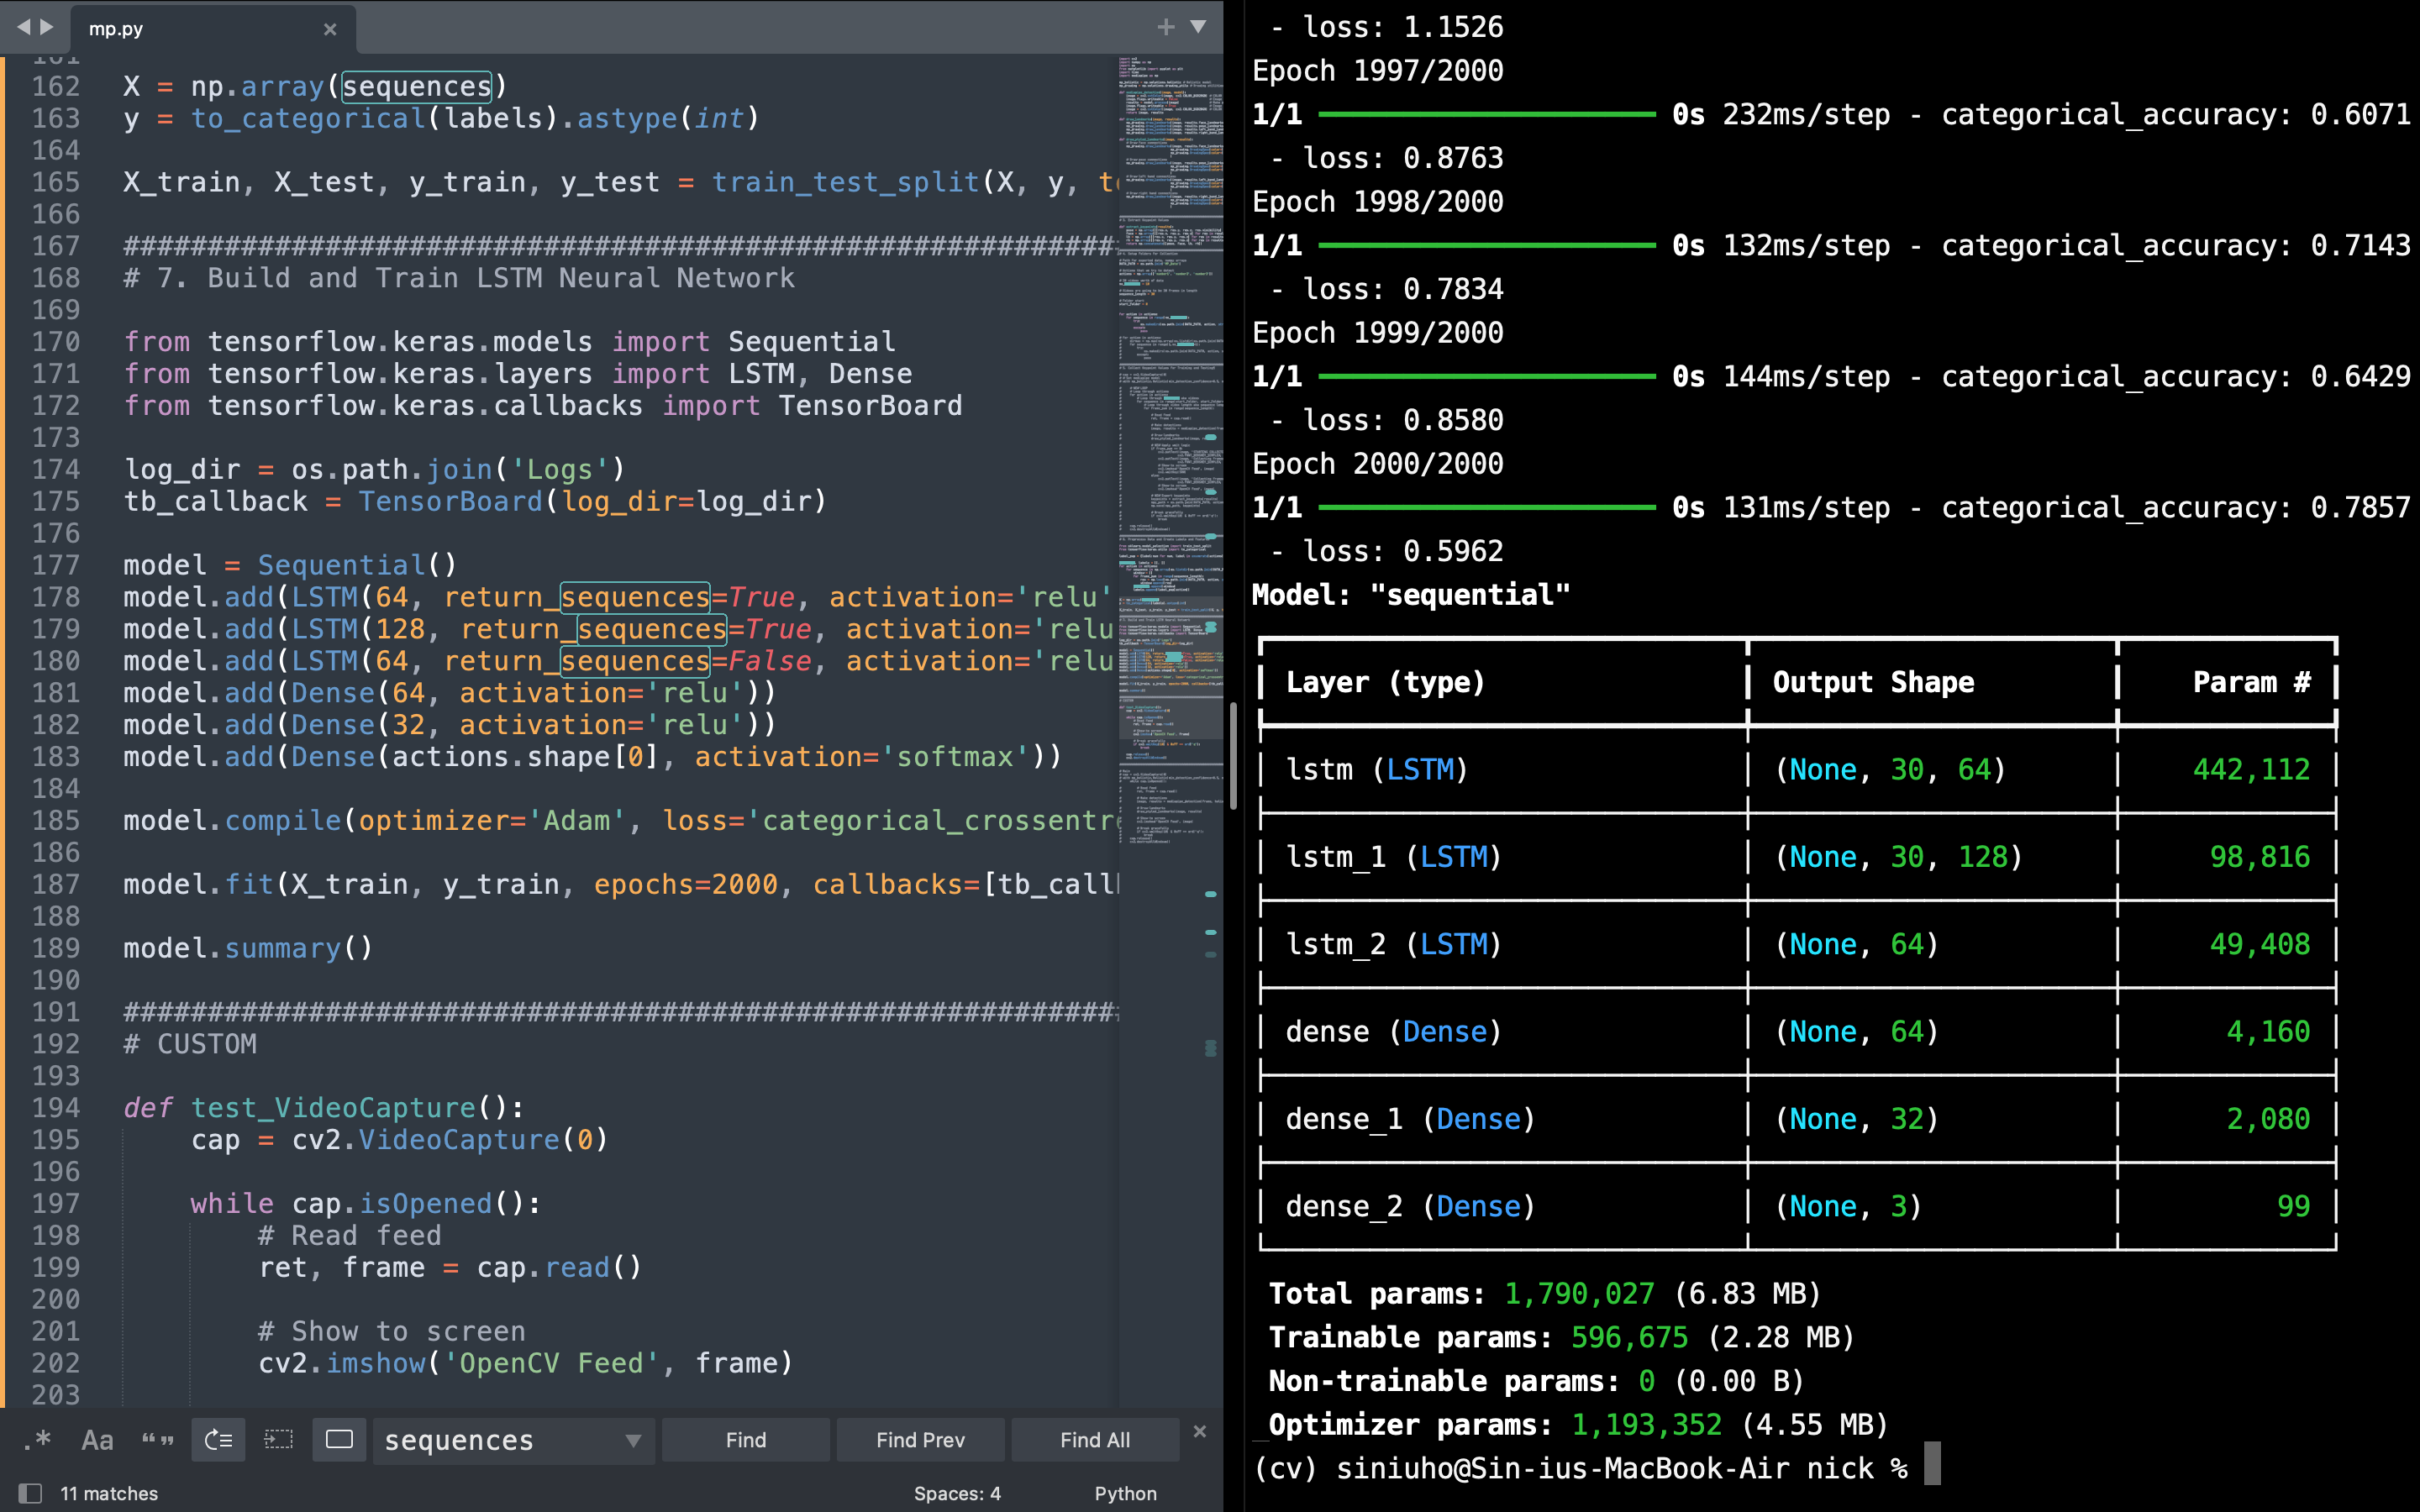 mp.py
161
162 X = np.array(sequences)
163 y = to_categorical(labels).astype(int)
164
165 X_train, X_test, y_train, y_test = train_test_split(X, y, te
166
167 ###########################################################
168 # 7. Build and Train LSTM Neural Network
169
170 from tensorflow.keras.models import Sequential
171 from tensorflow.keras.layers import LSTM, Dense
172 from tensorflow.keras.callbacks import TensorBoard
173
174 log_dir = os.path.join('Logs')
175 tb_callback = TensorBoard(log_dir=log_dir)
176
177 model = Sequential()
178 model.add(LSTM(64, return_sequences=True, activation='relu'
179 model.add(LSTM(128, return_sequences=True, activation='relu
180 model.add(LSTM(64, return_sequences=False, activation='relu
181 model.add(Dense(64, activation='relu'))
182 model.add(Dense(32, activation='relu'))
183 model.add(Dense(actions.shape[0], activation='softmax'))
184
185 model.compile(optimizer='Adam', loss='categorical_crossentro
186
187 model.fit(X_train, y_train, epochs=2000, callbacks=[tb_call
188
189 model.summary()
190
191 ###########################################################
192 # CUSTOM
193
194 def test_VideoCapture():
195     cap = cv2.VideoCapture(0)
196
197     while cap.isOpened():
198         # Read feed
199         ret, frame = cap.read()
200
201         # Show to screen
202         cv2.imshow('OpenCV Feed', frame)
203
.* Aa “” sequences Find Find Prev Find All
11 matches Spaces: 4 Python
- loss: 1.1526
Epoch 1997/2000
1/1 0s 232ms/step - categorical_accuracy: 0.6071
- loss: 0.8763
Epoch 1998/2000
1/1 0s 132ms/step - categorical_accuracy: 0.7143
- loss: 0.7834
Epoch 1999/2000
1/1 0s 144ms/step - categorical_accuracy: 0.6429
- loss: 0.8580
Epoch 2000/2000
1/1 0s 131ms/step - categorical_accuracy: 0.7857
- loss: 0.5962
Model: "sequential"
Layer (type) Output Shape Param #
lstm (LSTM) (None, 30, 64) 442,112
lstm_1 (LSTM) (None, 30, 128) 98,816
lstm_2 (LSTM) (None, 64) 49,408
dense (Dense) (None, 64) 4,160
dense_1 (Dense) (None, 32) 2,080
dense_2 (Dense) (None, 3) 99
Total params: 1,790,027 (6.83 MB)
Trainable params: 596,675 (2.28 MB)
Non-trainable params: 0 (0.00 B)
Optimizer params: 1,193,352 (4.55 MB)
(cv) siniuho@Sin-ius-MacBook-Air nick %